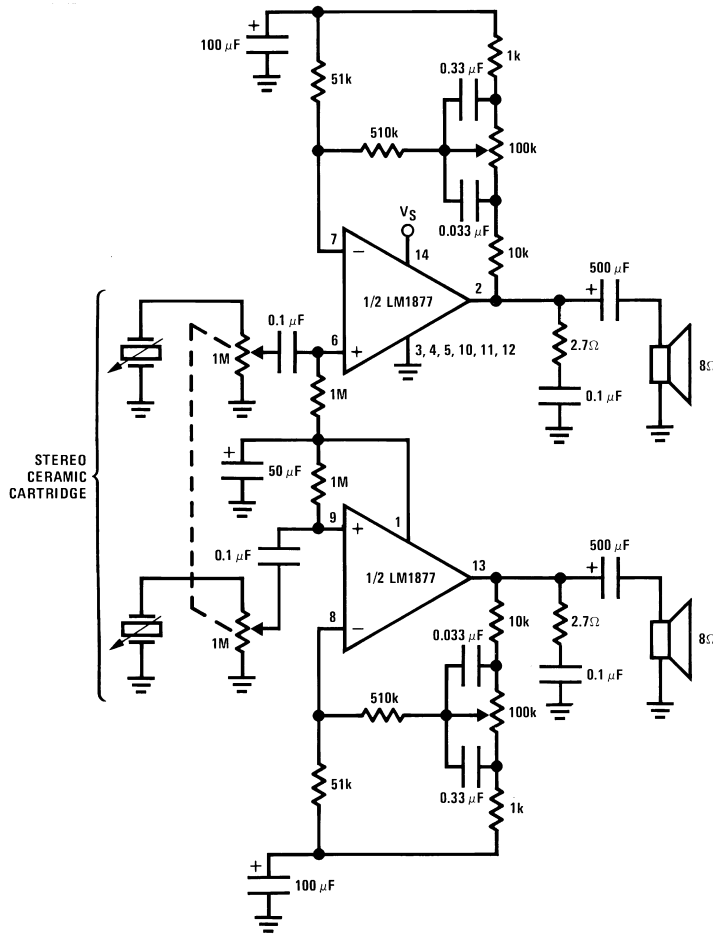 +
100 μF
1k
0.33 μF
51k
510k
100k
0.033 μF
VS
7
14
−
10k
2
500 μF
+
1/2 LM1877
0.1 μF
6
+
3, 4, 5, 10, 11, 12
2.7Ω
1M
8Ω
1M
0.1 μF
+
50 μF
STEREO
CERAMIC
CARTRIDGE
1M
9
1
+
0.1 μF
500 μF
13
+
1/2 LM1877
8
10k
2.7Ω
−
0.033 μF
8Ω
1M
0.1 μF
510k
100k
51k
0.33 μF
1k
+
100 μF